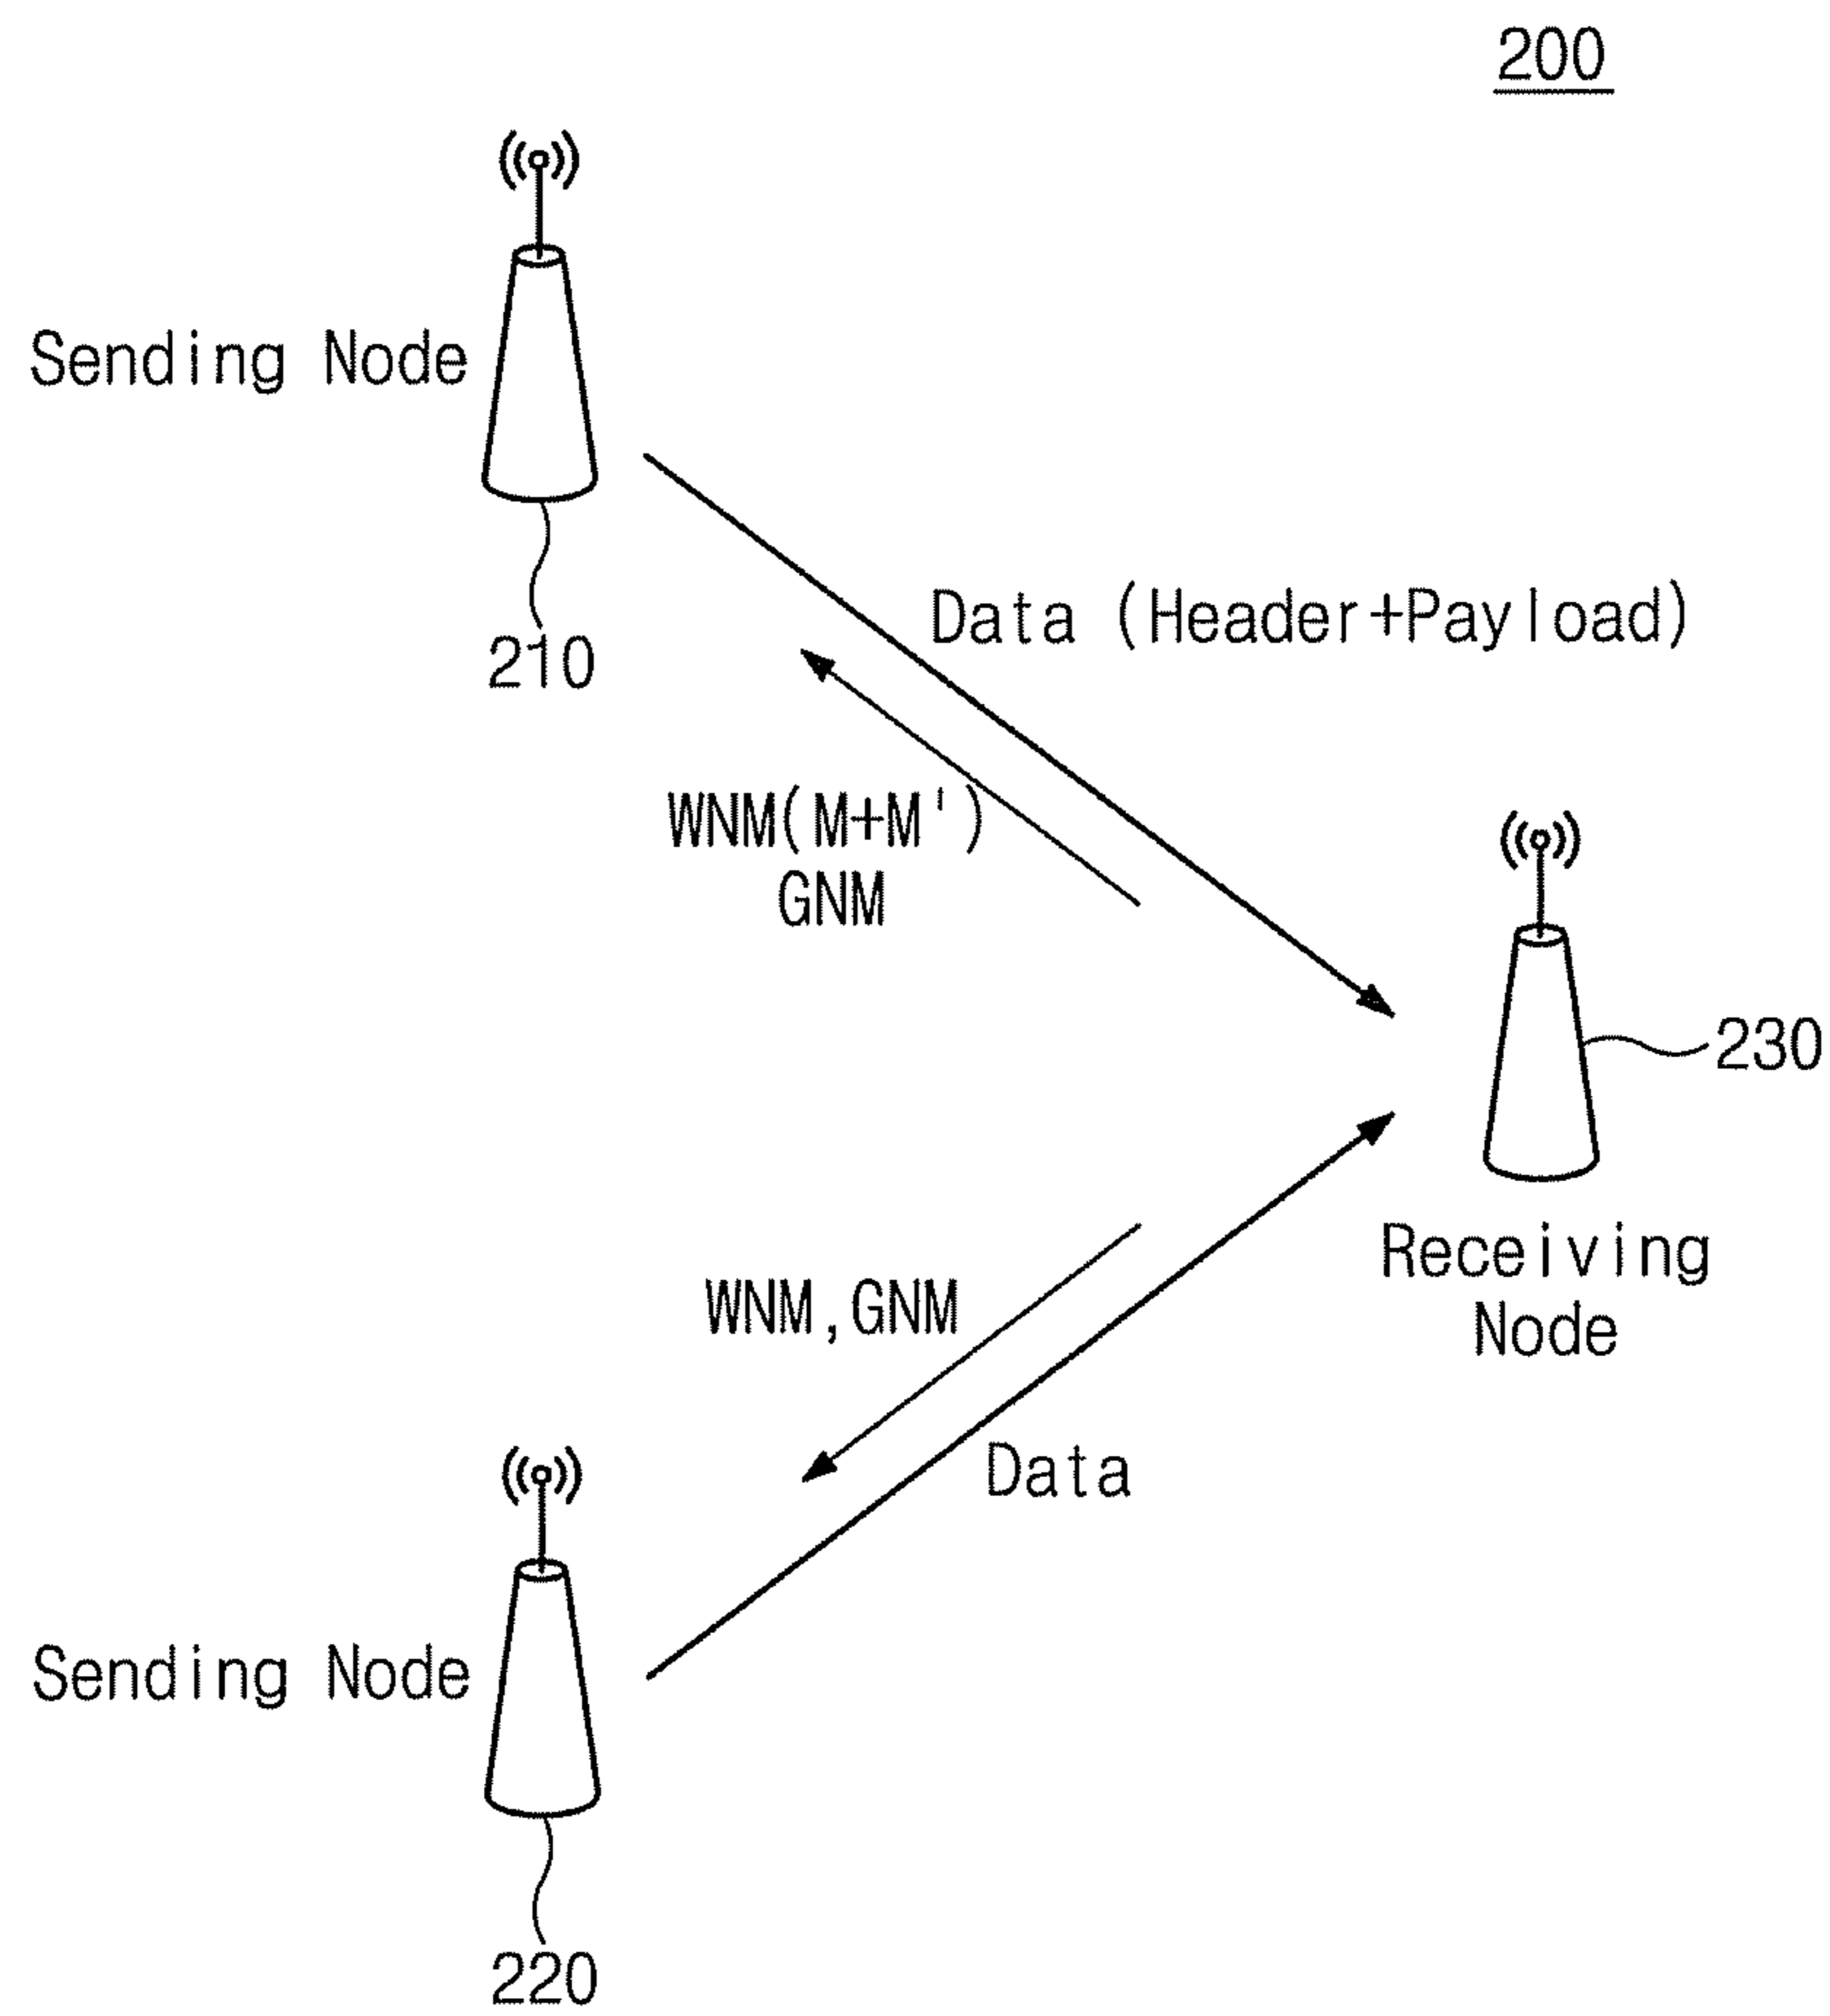 200
Sending Node
210
Data (Header+Payload)
WNM(M+M')
GNM
230
Receiving
Node
WNM,GNM
Data
Sending Node
220